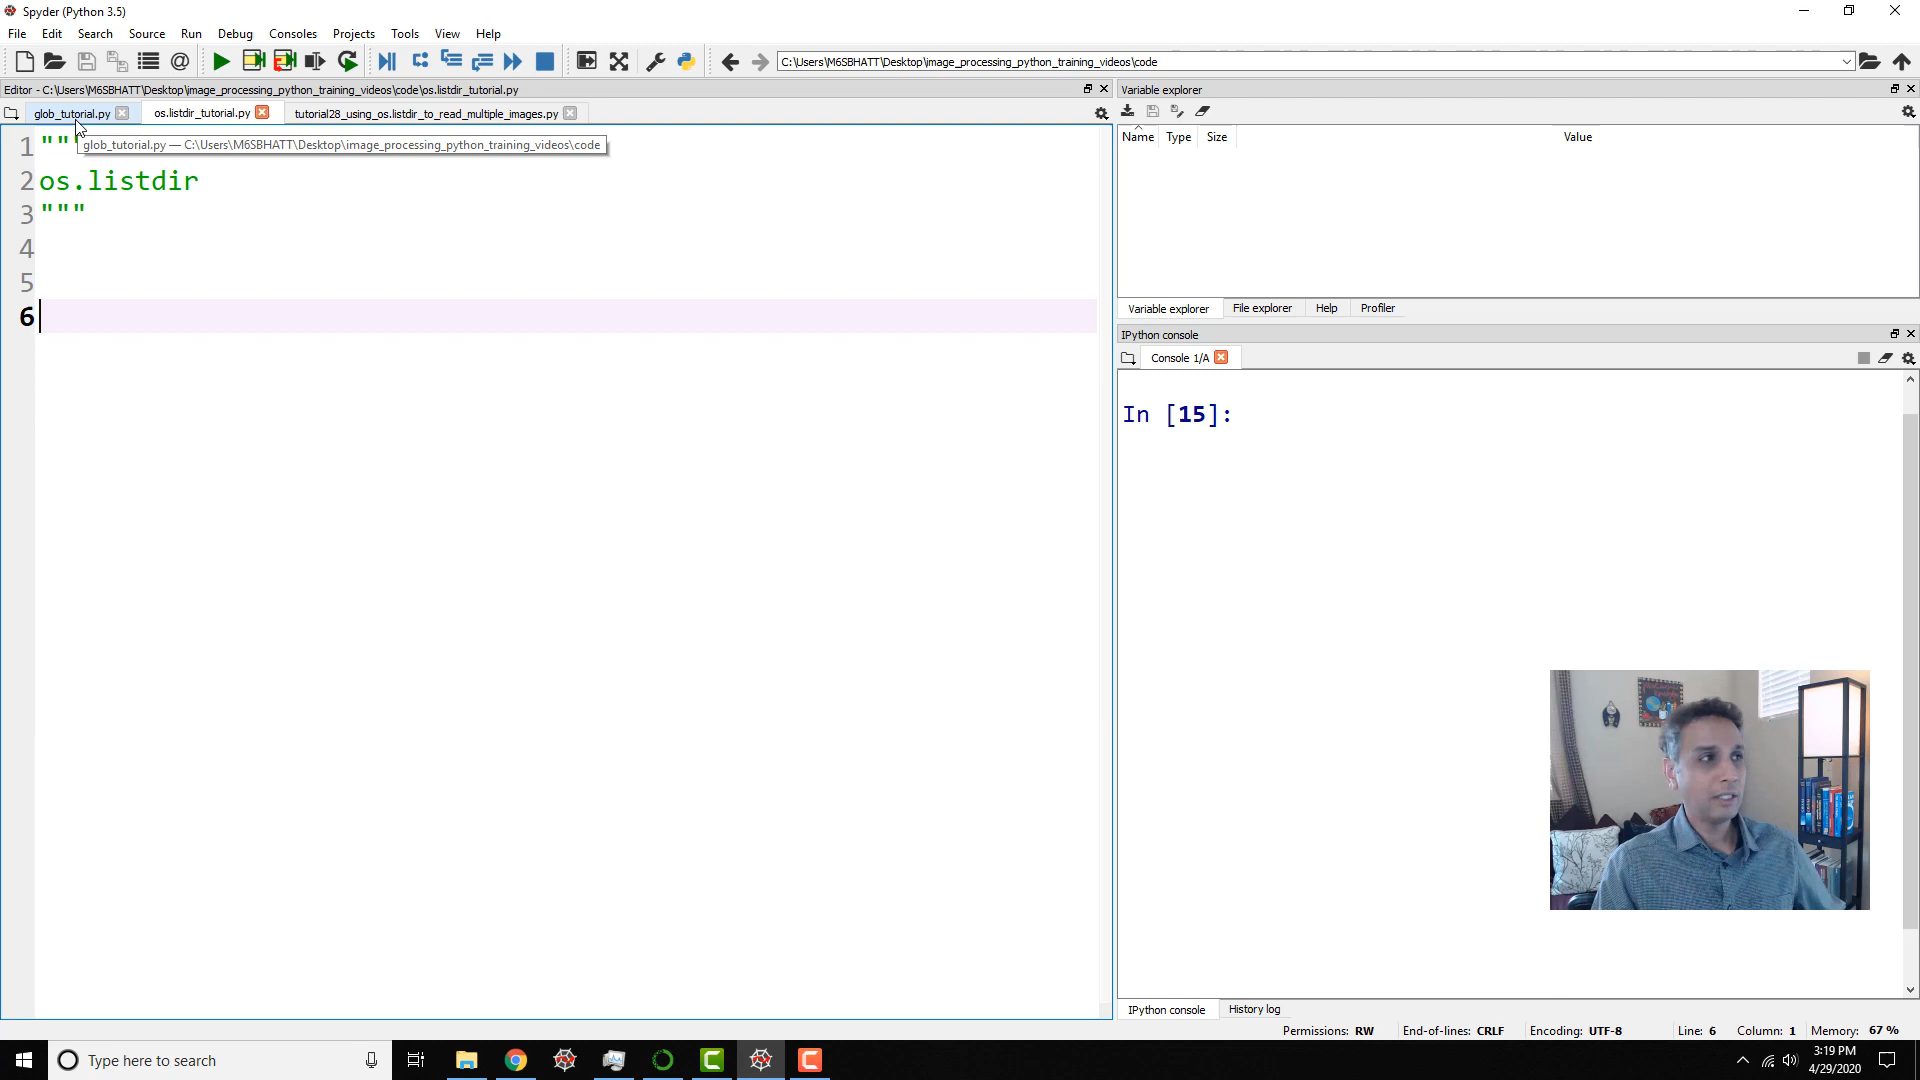 Spyder (Python 3.5)
File Edit Search Source Run Debug Consoles Projects Tools View Help
C:\Users\M6SBHATT\Desktop\image_processing_python_training_videos\code
Editor - C:\Users\M6SBHATT\Desktop\image_processing_python_training_videos\code\os.listdir_tutorial.py
glob_tutorial.py os.listdir_tutorial.py tutorial28_using_os.listdir_to_read_multiple_images.py
1 """
glob_tutorial.py — C:\Users\M6SBHATT\Desktop\image_processing_python_training_videos\code
2 os.listdir
3 """
4
5
6
Variable explorer
Name Type Size Value
Variable explorer File explorer Help Profiler
IPython console
Console 1/A
In [15]:
IPython console History log
Permissions: RW End-of-lines: CRLF Encoding: UTF-8 Line: 6 Column: 1 Memory: 67 %
Type here to search
3:19 PM
4/29/2020